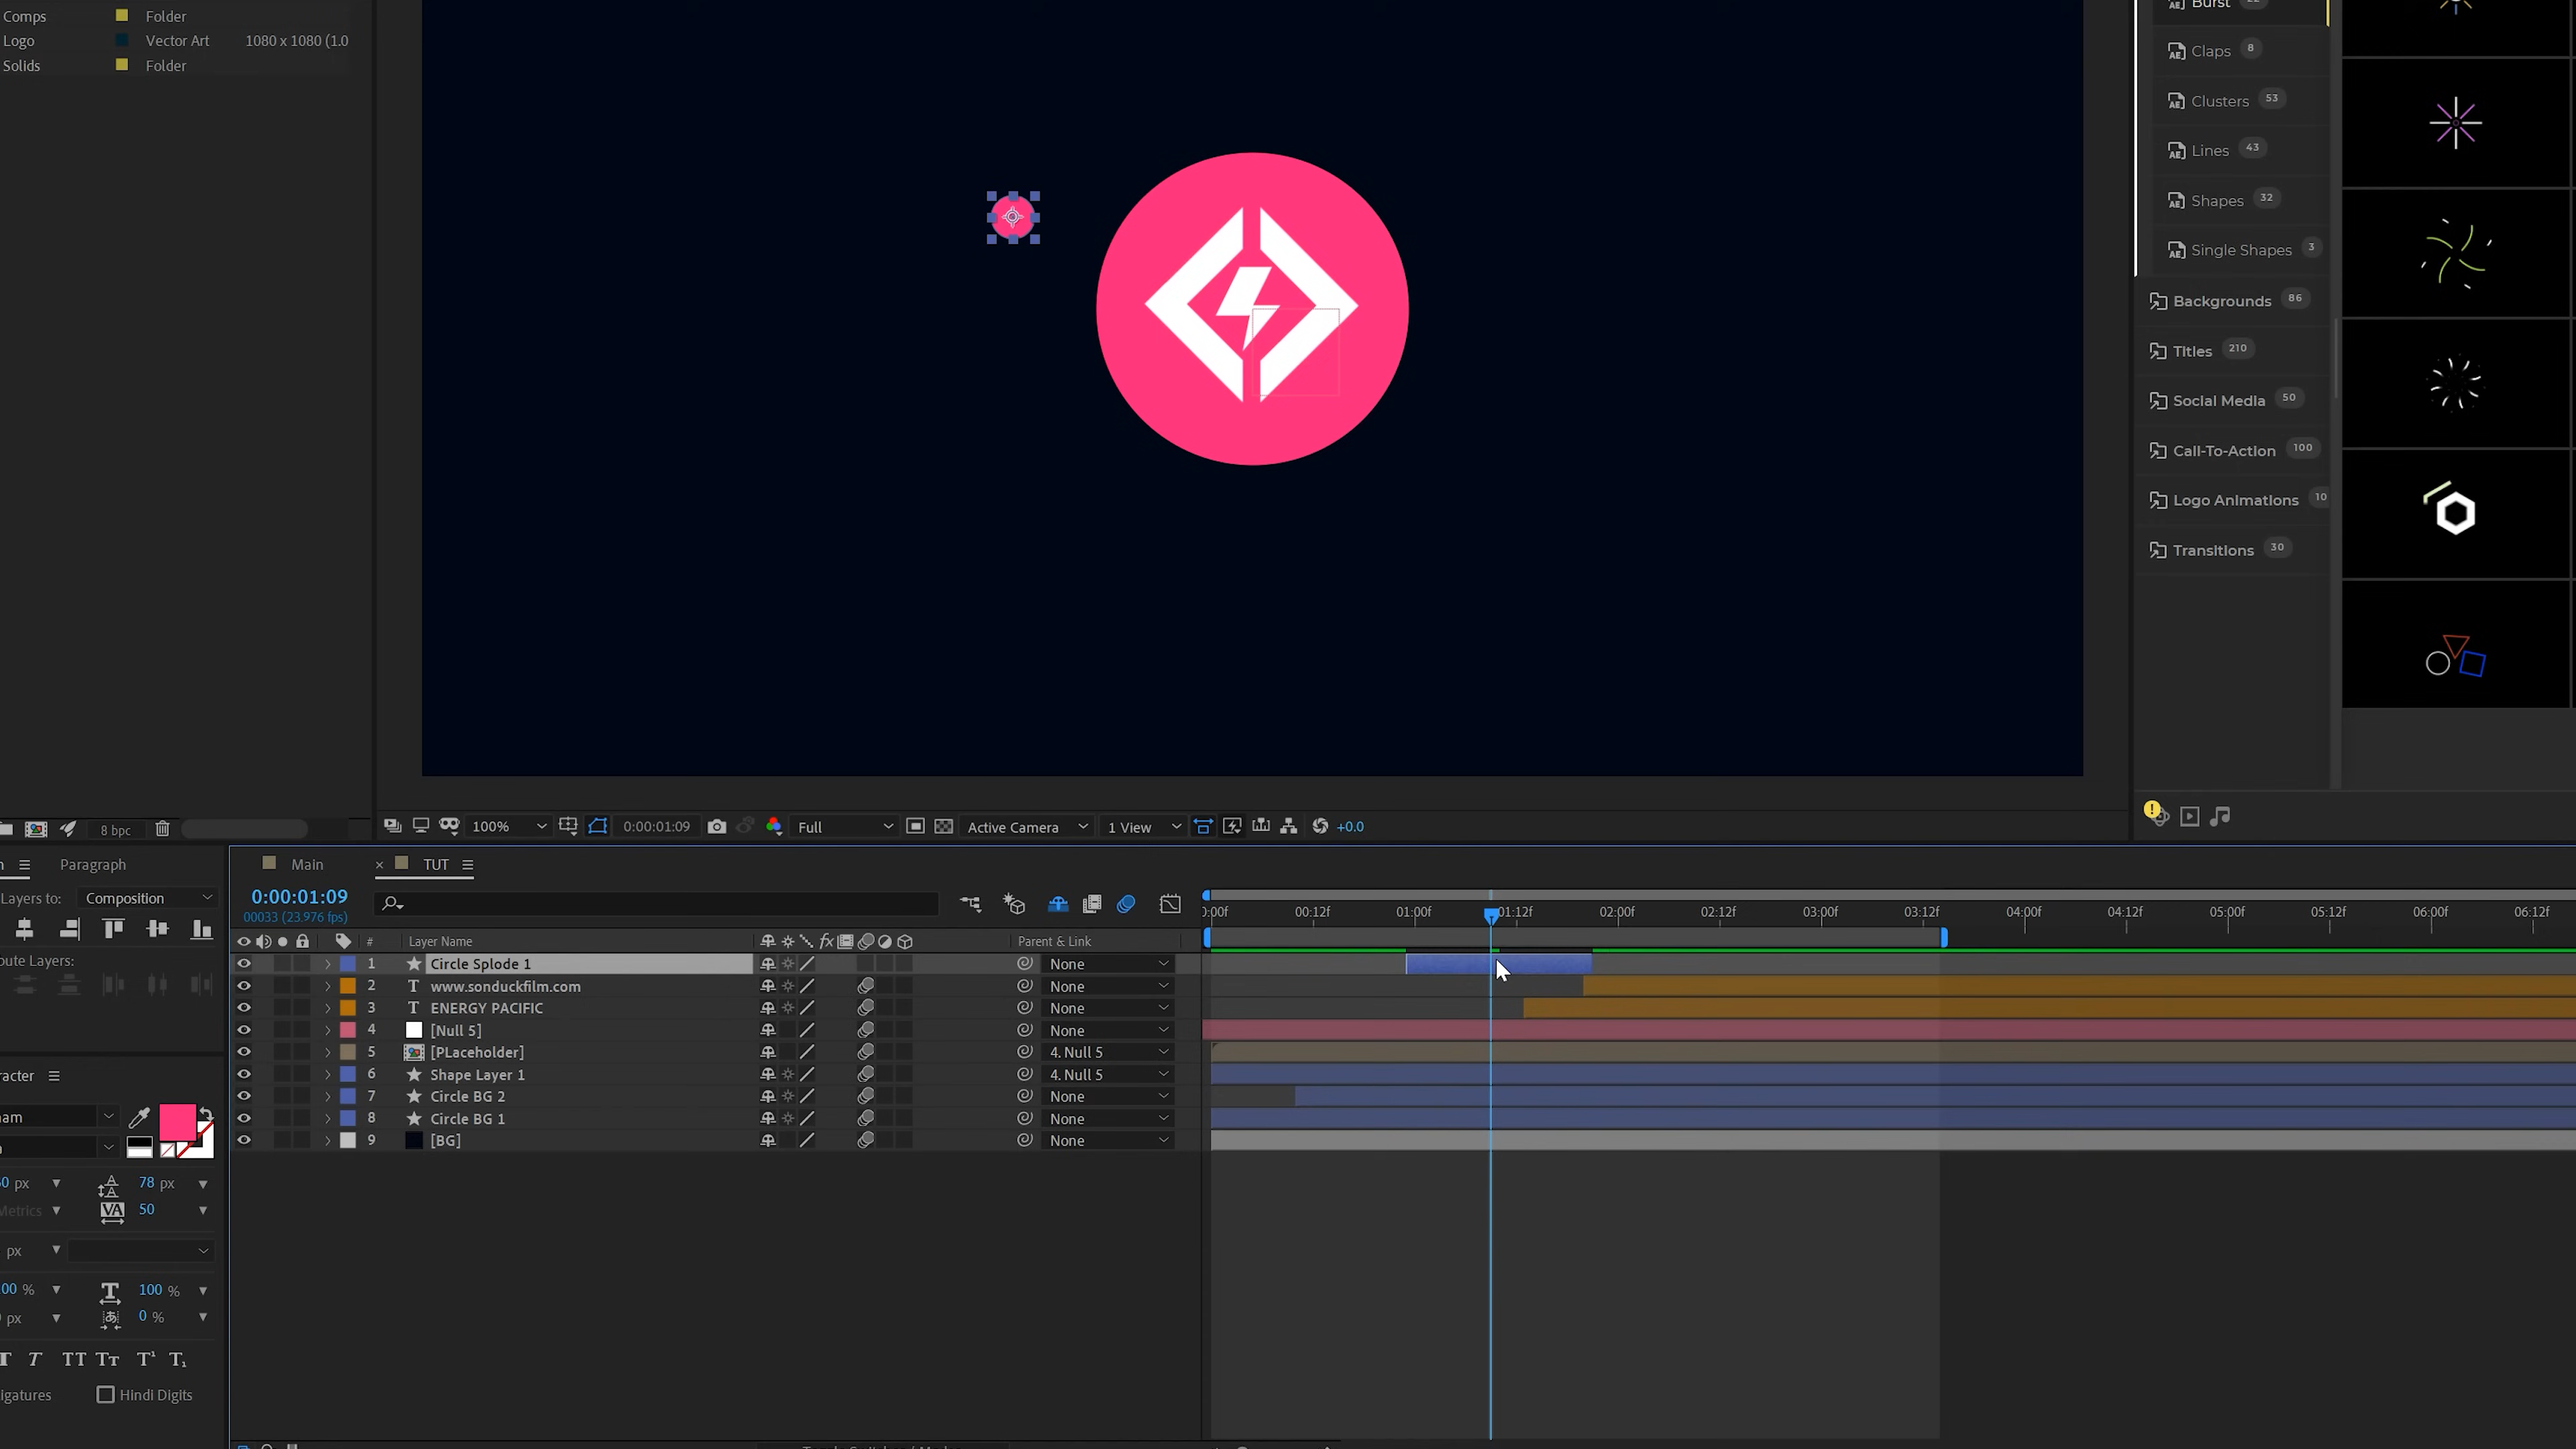 Comps Folder
Logo Vector Art 1080 x 1080 (1.0
Solids Folder
Burst
Claps 8
Clusters 53
Lines 43
Shapes 32
Single Shapes 3
Backgrounds 86
Titles 210
Social Media 50
Call-To-Action 100
Logo Animations 10
Transitions 30
8 bpc
100% 0:00:01:09 Full Active Camera 1 View +0.0
Paragraph
Main TUT
Layers to: Composition
0:00:01:09
00033 (23.976 fps)
:00f 00:12f 01:00f 01:12f 02:00f 02:12f 03:00f 03:12f 04:00f 04:12f 05:00f 05:12f 06:00f 06:12f
# Layer Name fx Parent & Link
bute Layers:
1 Circle Splode 1 None
2 T www.sonduckfilm.com None
3 T ENERGY PACIFIC None
4 [Null 5] None
5 [PLaceholder] 4. Null 5
6 Shape Layer 1 4. Null 5
7 Circle BG 2 None
8 Circle BG 1 None
9 [BG] None
racter
am
0 px 78 px
Metrics VA 50
px
00 % T 100 %
px 0 %
T T TT Tт T¹ T₁
igatures Hindi Digits